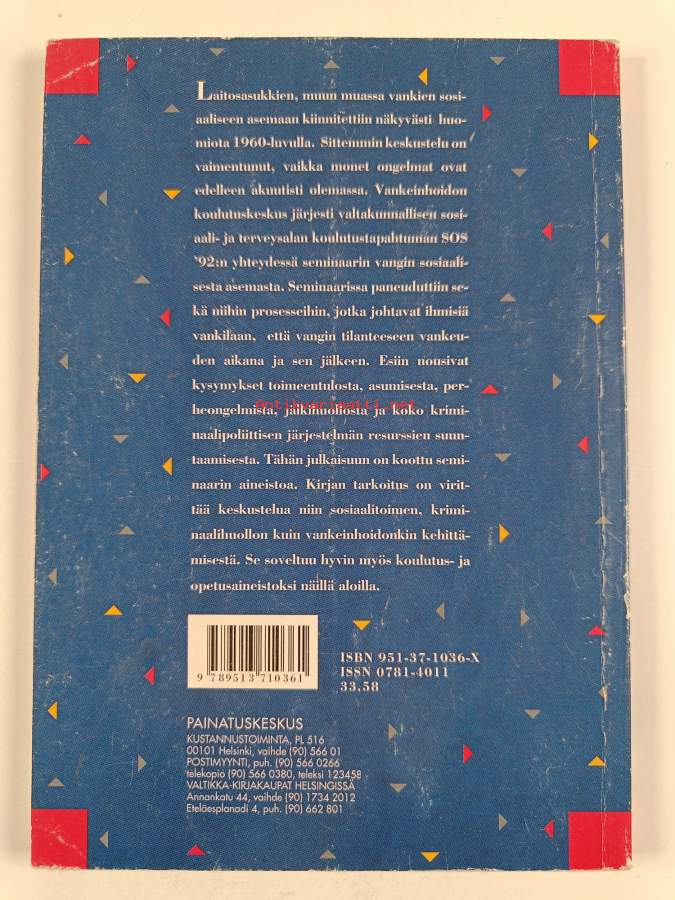 Laitosasukkien, muun muassa vankien sosi-
aaliseen asemaan kiinnitettiin näkyvästi huo-
miota 1960-luvulla. Sittemmin keskustelu on
vaimentunut, vaikka monet ongelmat ovat
edelleen akuutisti olemassa. Vankeinhoidon
koulutuskeskus järjesti valtakunnallisen sosi-
aali- ja terveysalan koulutustapahtuman SOS
'92:n yhteydessä seminaarin vangin sosiaali-
sesta asemasta. Seminaarissa paneuduttiin se-
kä niihin prosesseihin, jotka johtavat ihmisiä
vankilaan, että vangin tilanteeseen vankeu-
den aikana ja sen jälkeen. Esiin nousivat
kysymykset toimeentulosta, asumisesta, per-
heongelmista, jälkihuollosta ja koko krimi-
Antikvariaatti.net
naalipoliittisen järjestelmän resurssien suun-
taamisesta. Tähän julkaisuun on koottu semi-
naarin aineistoa. Kirjan tarkoitus on virit-
tää keskustelua niin sosiaalitoimen, krimi-
naalihuollon kuin vankeinhoidonkin kehittä-
misestä. Se soveltuu hyvin myös koulutus- ja
opetusaineistoksi näillä aloilla.
9 789513 710361
ISBN 951-37-1036-X
ISSN 0781-4011
33.58
PAINATUSKESKUS
KUSTANNUSTOIMINTA, PL 516
00101 Helsinki, vaihde (90) 566 01
POSTIMYYNTI, puh. (90) 566 0266
telekopio (90) 566 0380, teleksi 123458
VALTIKKA-KIRJAKAUPAT HELSINGISSÄ
Annankatu 44, vaihde (90) 1734 2012
Eteläesplanadi 4, puh. (90) 662 801